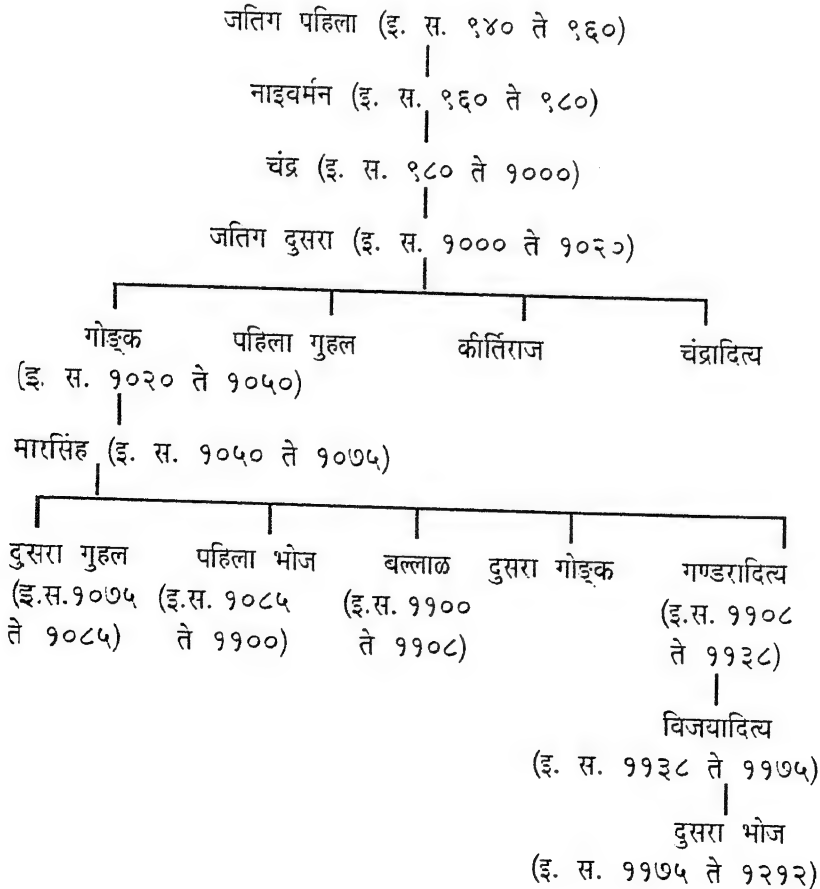 जतिग पहिला (इ. स. ९४० ते ९६०)
नाइवर्मन (इ. स. ९६० ते ९८०)
चंद्र (इ. स. ९८० ते १०००)
जतिग दुसरा (इ. स. १००० ते १०२०)
गोङ्क पहिला गुहल कीर्तिराज चंद्रादित्य
(इ. स. १०२० ते १०५०)
मारसिंह (इ. स. १०५० ते १०७५)
दुसरा गुहल पहिला भोज बल्लाळ दुसरा गोङ्क गण्डरादित्य
(इ.स.१०७५ (इ.स. १०८५ (इ.स. ११०० (इ.स. ११०८
ते १०८५) ते ११००) ते ११०८) ते ११३८)
विजयादित्य
(इ. स. ११३८ ते ११७५)
दुसरा भोज
(इ. स. ११७५ ते १२१२)